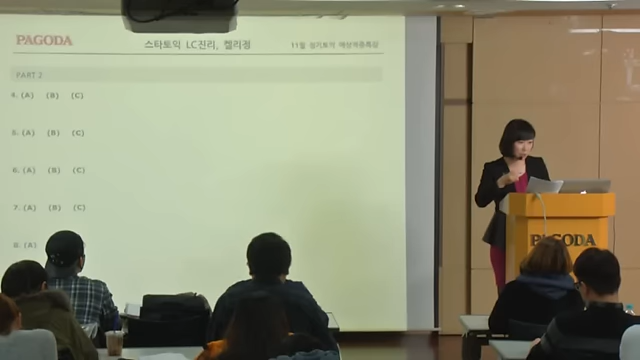 PAGODA
스타토익 LC진리, 켈리정
11월 정기토익 예상적중특강
PART 2
4. (A) (B) (C)
5. (A) (B) (C)
6. (A) (B) (C)
7. (A) (B) (C)
8. (A)
PAGODA